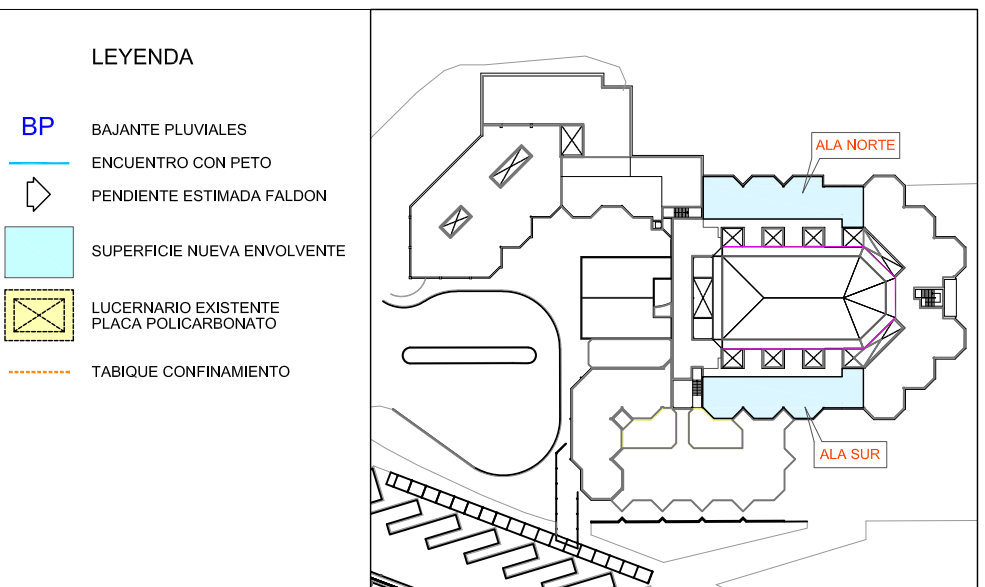 LEYENDA
BP
BAJANTE PLUVIALES
ENCUENTRO CON PETO
PENDIENTE ESTIMADA FALDON
SUPERFICIE NUEVA ENVOLVENTE
LUCERNARIO EXISTENTE
PLACA POLICARBONATO
TABIQUE CONFINAMIENTO
ALA NORTE
ALA SUR